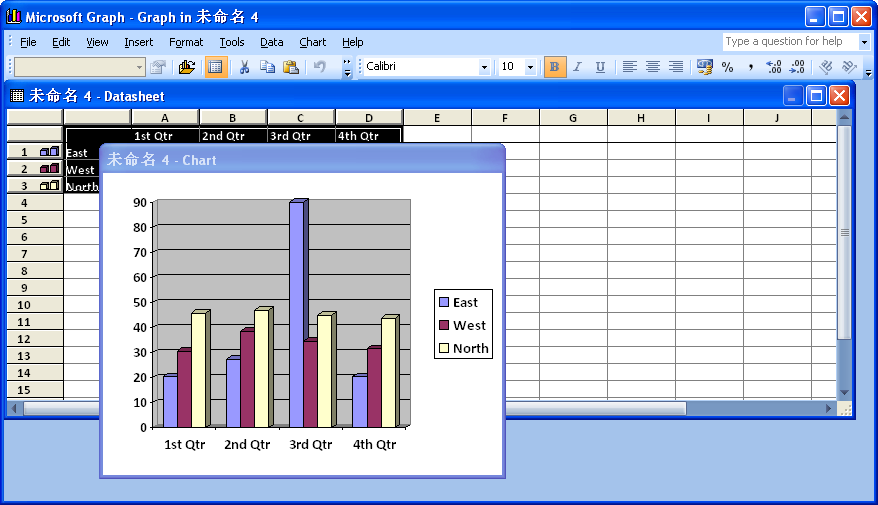 Microsoft Graph - Graph in 未命名 4
File Edit View Insert Format Tools Data Chart Help
Type a question for help
Calibri 10 B I U % ,
未命名 4 - Datasheet
A B C D E F G H I J
1st Qtr 2nd Qtr 3rd Qtr 4th Qtr
1 East
2 West
3 North
4
5
6
7
8
9
10
11
12
13
14
15
未命名 4 - Chart
90
80
70
60
50
40
30
20
10
0
1st Qtr 2nd Qtr 3rd Qtr 4th Qtr
East
West
North